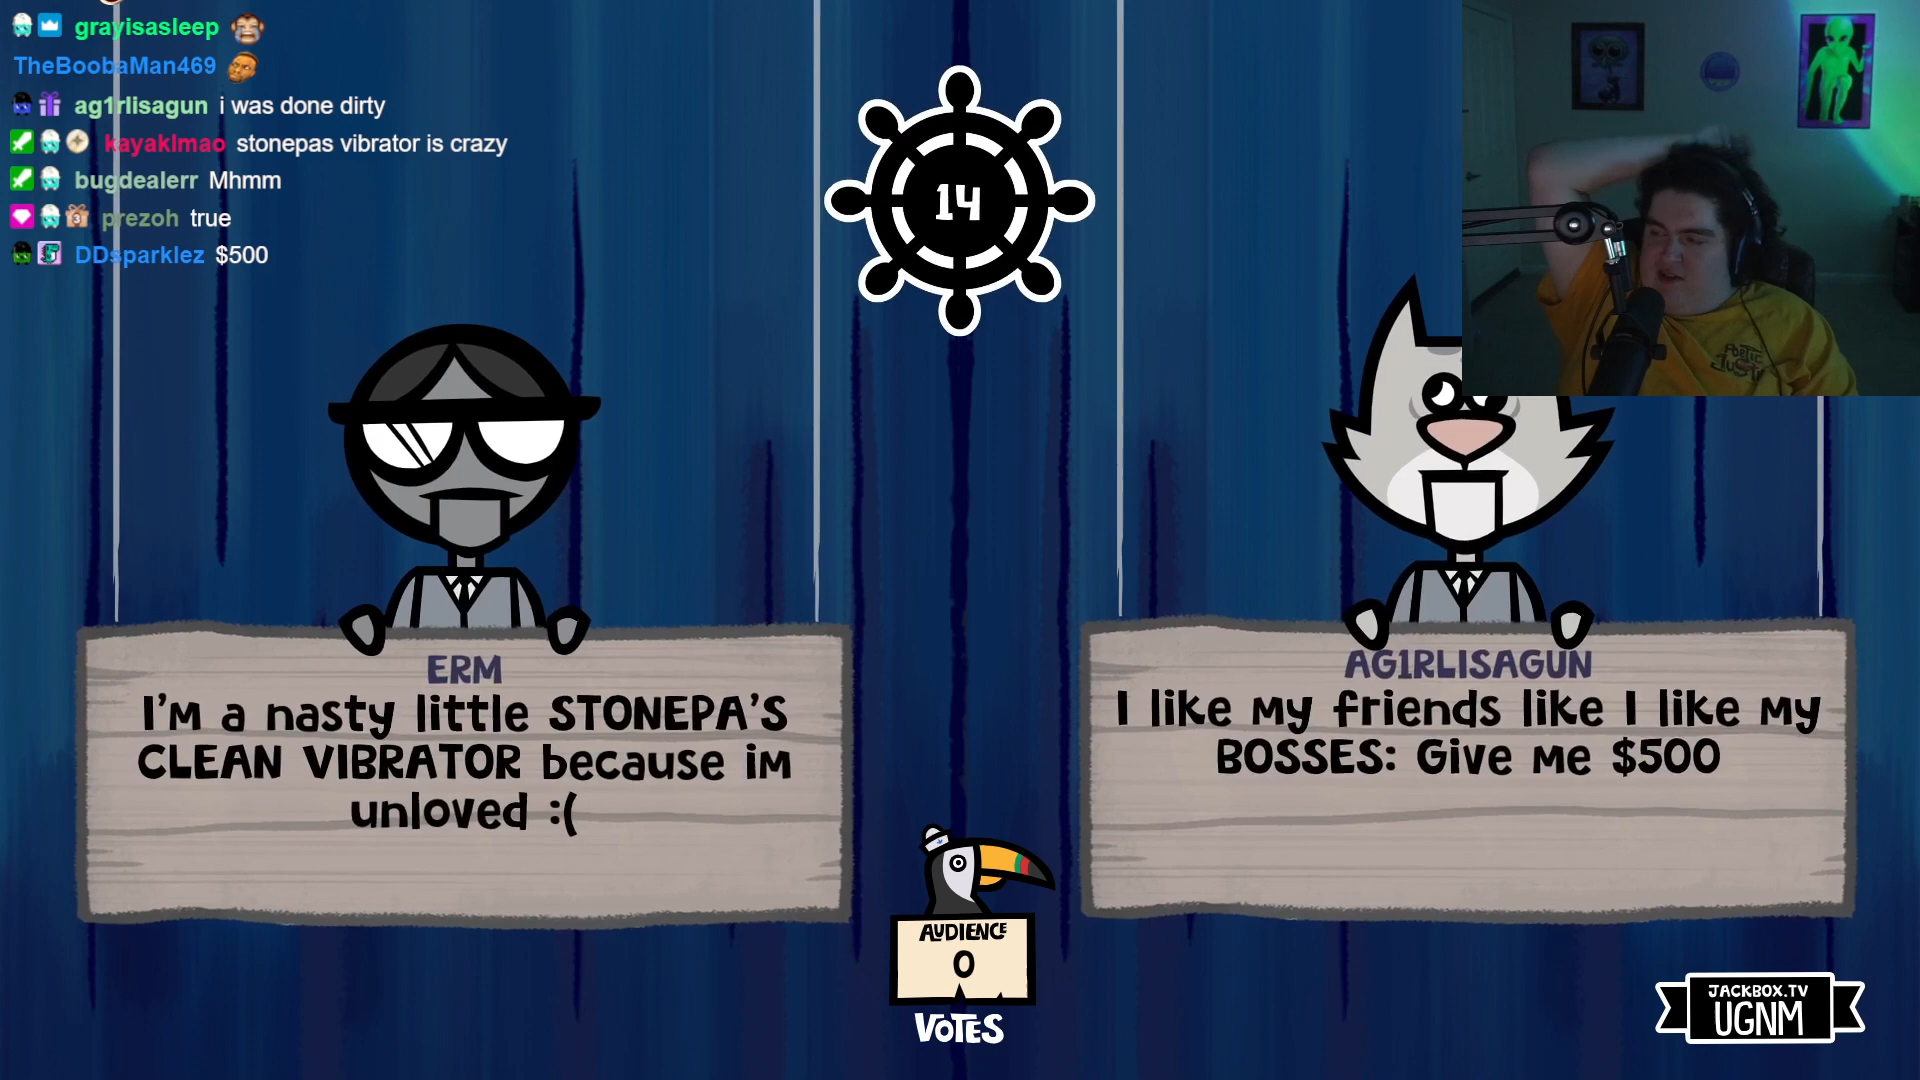 grayisasleep
TheBoobaMan469
ag1rlisagun i was done dirty
kayaklmao stonepas vibrator is crazy
bugdealerr Mhmm
prezoh true
DDsparklez $500
14
Poetic
Justice
ERM
I'M a nasty little STONEPA'S
CLEAN VIBRATOR because iM
unloved :(
AG1RLISAGUN
I like My friends like I like My
BOSSES: Give Me $500
AUDIENCE
0
VOTES
JACKBOX.TV
UGNM